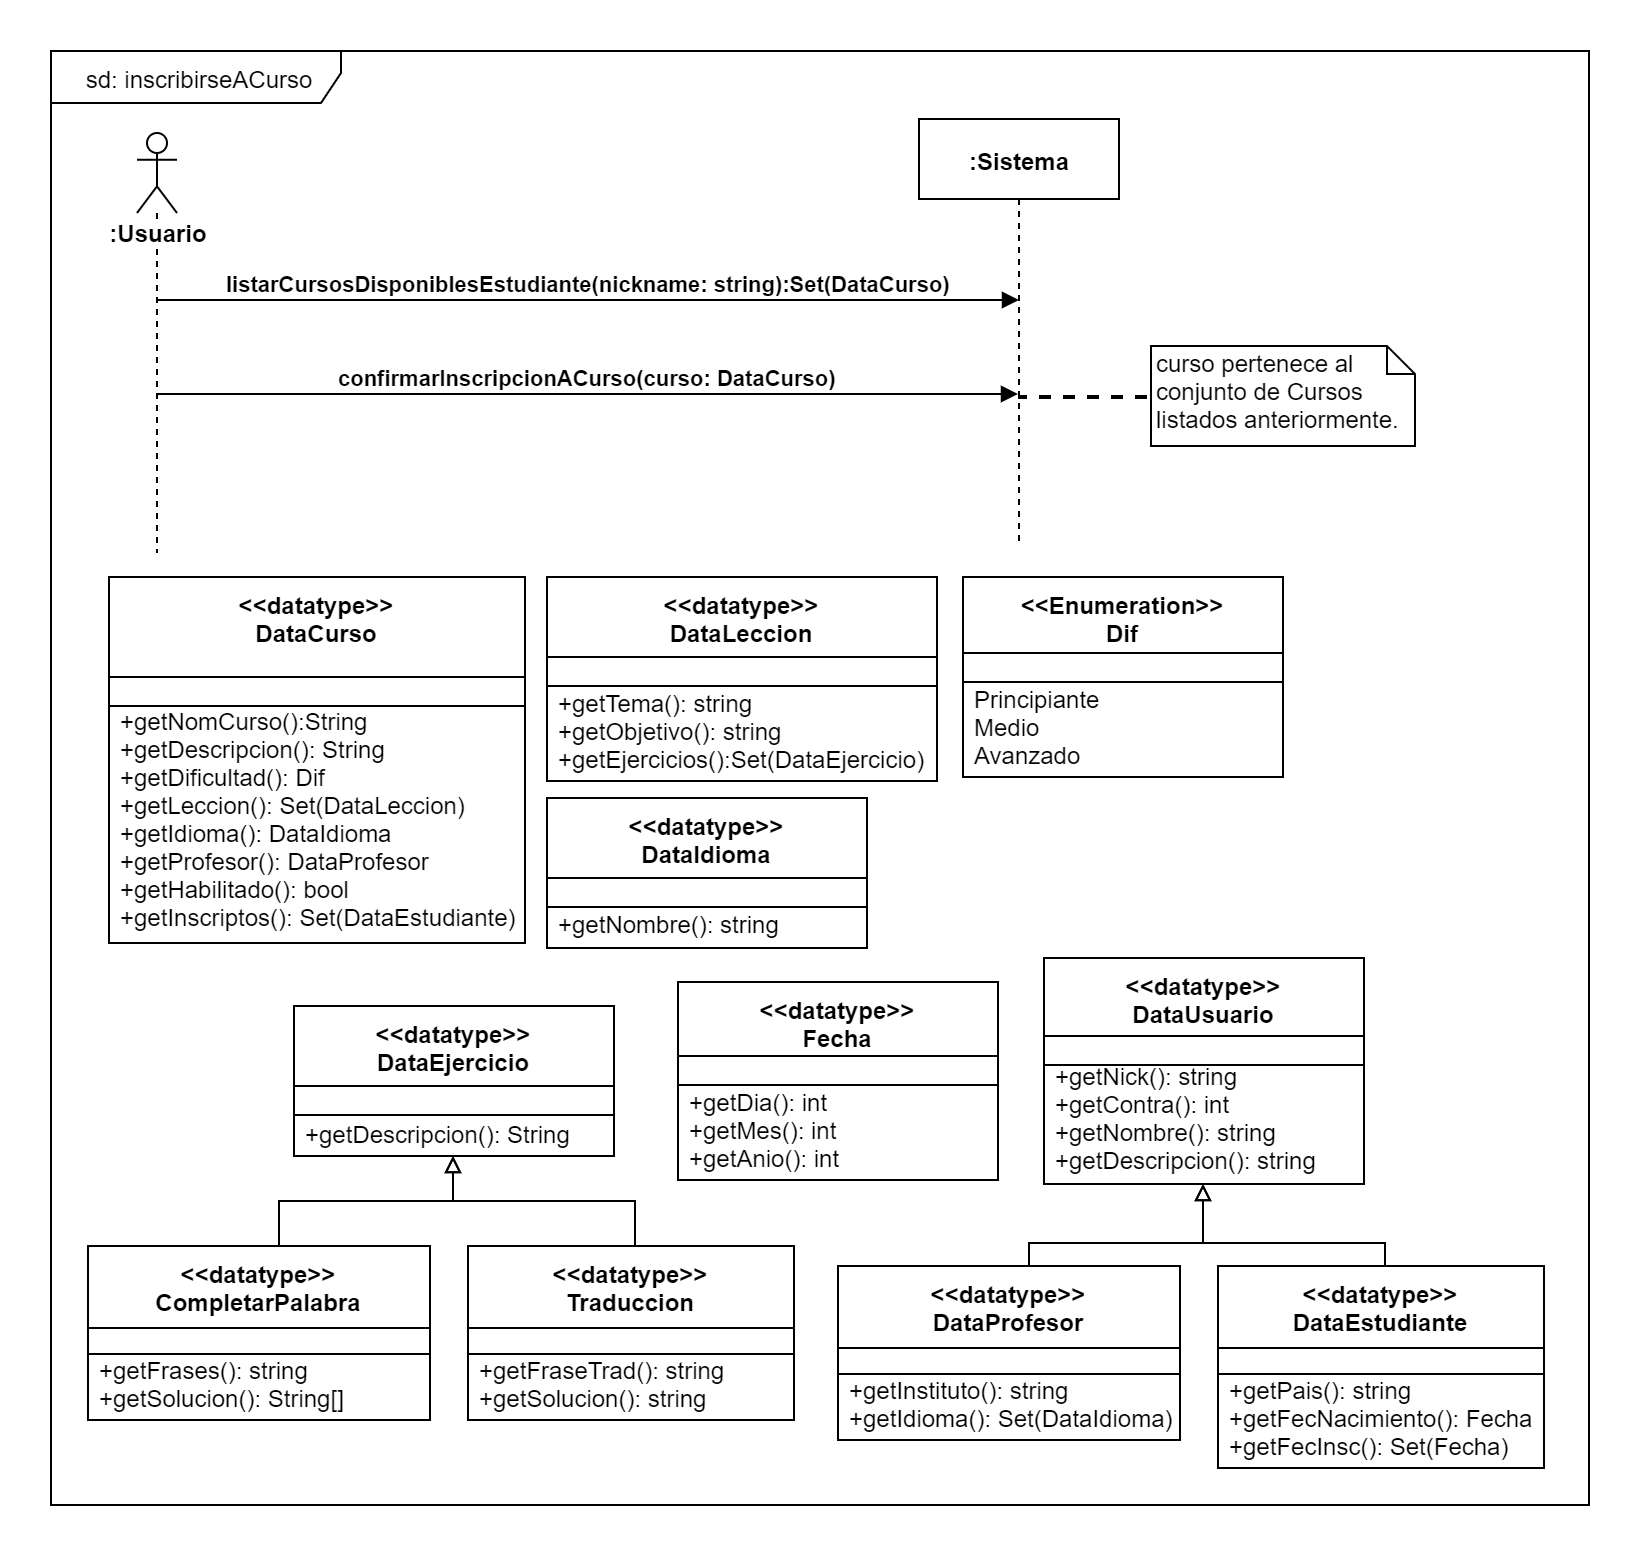 sd: inscribirseACurso
:Usuario
:Sistema
listarCursosDisponiblesEstudiante(nickname: string):Set(DataCurso)
confirmarInscripcionACurso(curso: DataCurso)
curso pertenece al
conjunto de Cursos
listados anteriormente.
<<datatype>>
DataCurso
+getNomCurso():String
+getDescripcion(): String
+getDificultad(): Dif
+getLeccion(): Set(DataLeccion)
+getIdioma(): DataIdioma
+getProfesor(): DataProfesor
+getHabilitado(): bool
+getInscriptos(): Set(DataEstudiante)
<<datatype>>
DataLeccion
+getTema(): string
+getObjetivo(): string
+getEjercicios():Set(DataEjercicio)
<<Enumeration>>
Dif
Principiante
Medio
Avanzado
<<datatype>>
DataIdioma
+getNombre(): string
<<datatype>>
DataEjercicio
+getDescripcion(): String
<<datatype>>
Fecha
+getDia(): int
+getMes(): int
+getAnio(): int
<<datatype>>
DataUsuario
+getNick(): string
+getContra(): int
+getNombre(): string
+getDescripcion(): string
<<datatype>>
CompletarPalabra
+getFrases(): string
+getSolucion(): String[]
<<datatype>>
Traduccion
+getFraseTrad(): string
+getSolucion(): string
<<datatype>>
DataProfesor
+getInstituto(): string
+getIdioma(): Set(DataIdioma)
<<datatype>>
DataEstudiante
+getPais(): string
+getFecNacimiento(): Fecha
+getFecInsc(): Set(Fecha)